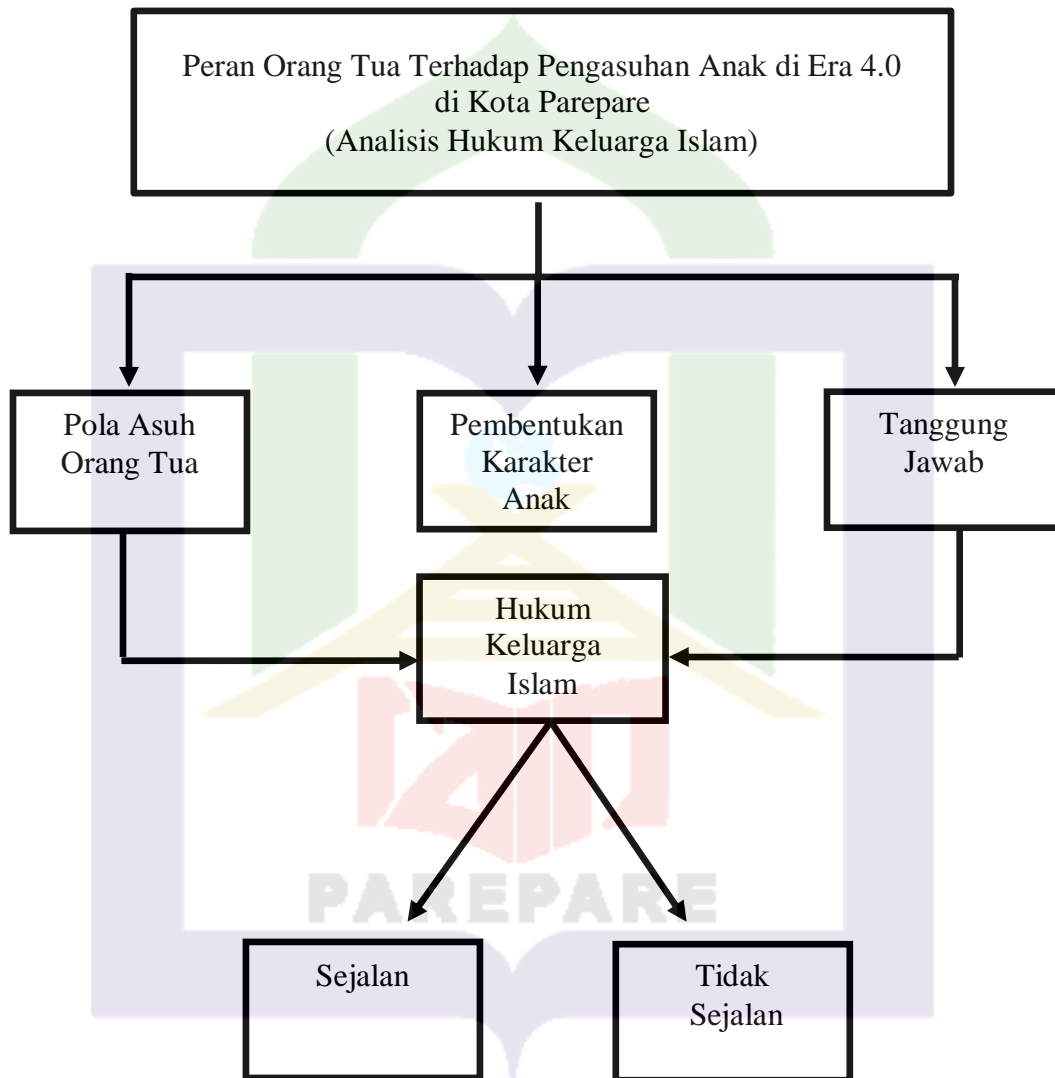 Peran Orang Tua Terhadap Pengasuhan Anak di Era 4.0
di Kota Parepare
(Analisis Hukum Keluarga Islam)
Pola Asuh
Orang Tua
Pembentukan
Karakter
Anak
Tanggung
Jawab
Hukum
Keluarga
Islam
PAREPARE
Sejalan
Tidak
Sejalan